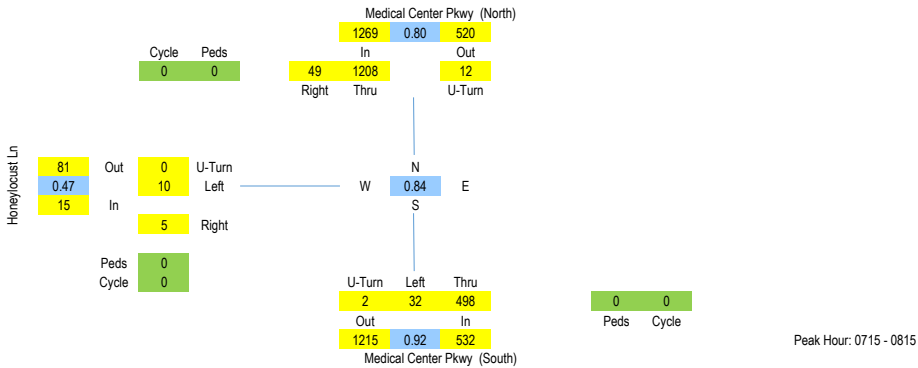 Medical Center Pkwy (North)
1269 0.80 520
Cycle Peds In Out
0 0 49 1208 12
Right Thru U-Turn
Honeylocust Ln
81 Out 0 U-Turn N
0.47 10 Left W 0.84 E
15 In S
5 Right
Peds 0
Cycle 0
U-Turn Left Thru
2 32 498 0 0
Out In Peds Cycle
1215 0.92 532 Peak Hour: 0715 - 0815
Medical Center Pkwy (South)